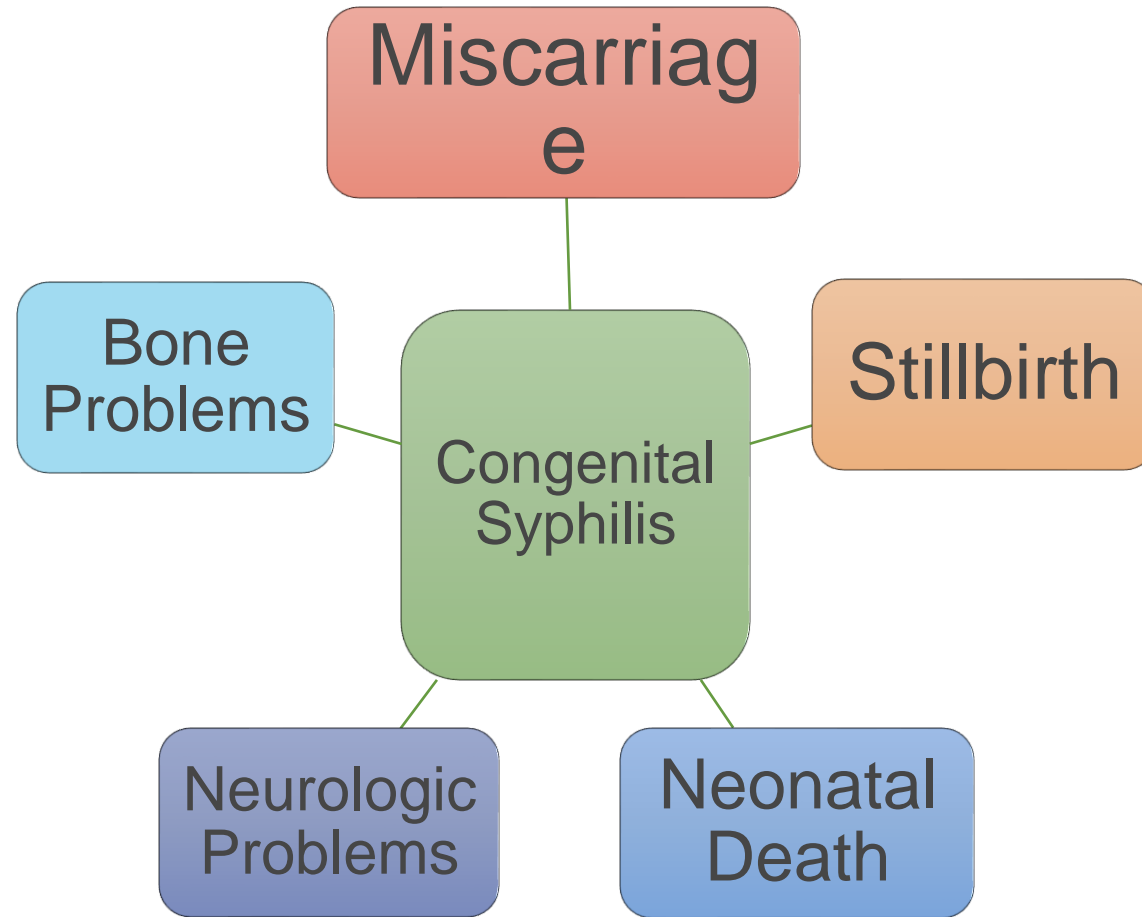 Miscarriag
e
Bone
Problems
Stillbirth
Congenital
Syphilis
Neurologic
Problems
Neonatal
Death